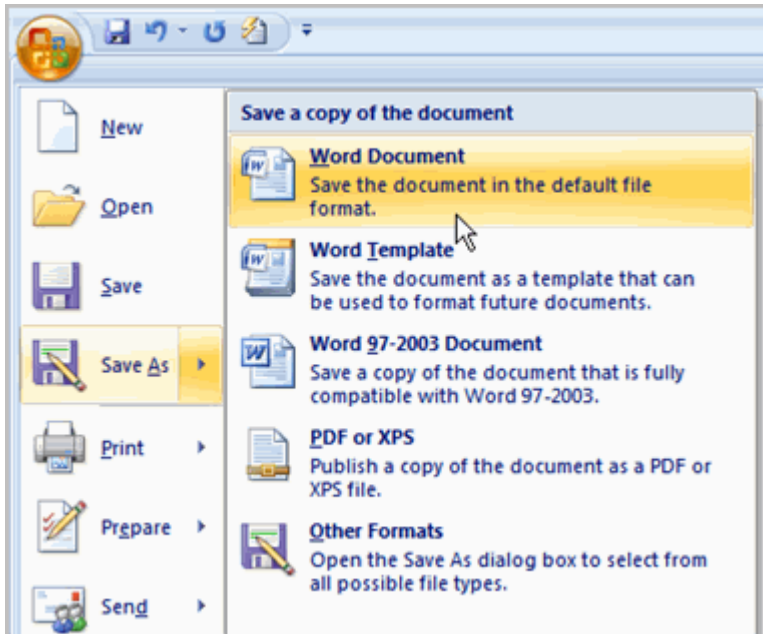 New
Open
Save
Save As
Print
Prepare
Send
Save a copy of the document
Word Document
Save the document in the default file
format.
Word Template
Save the document as a template that can
be used to format future documents.
Word 97-2003 Document
Save a copy of the document that is fully
compatible with Word 97-2003.
PDF or XPS
Publish a copy of the document as a PDF or
XPS file.
Other Formats
Open the Save As dialog box to select from
all possible file types.